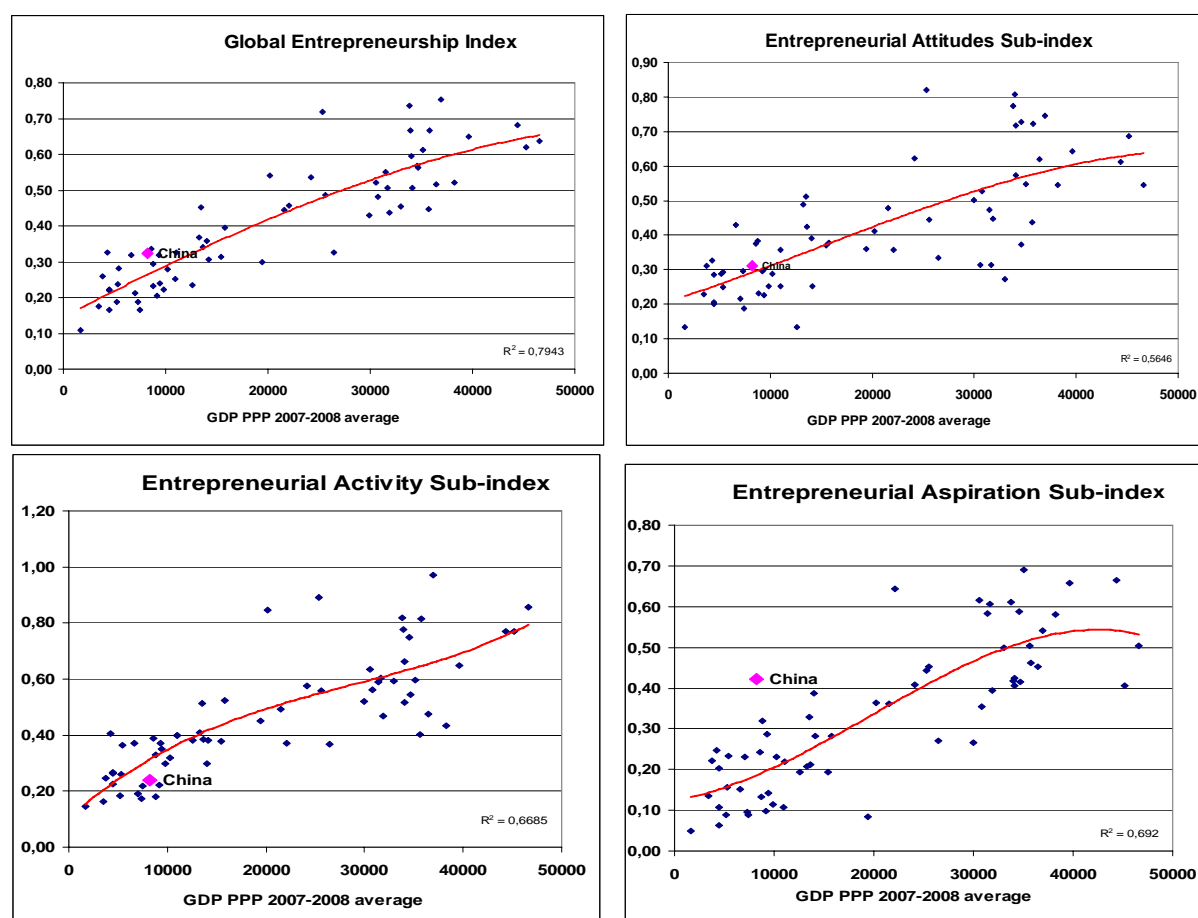 Global Entrepreneurship Index
0,80
0,70
0,60
0,50
0,40
0,30
0,20
0,10
0,00
China
R² = 0,7943
0 10000 20000 30000 40000 50000
GDP PPP 2007-2008 average
Entrepreneurial Attitudes Sub-index
0,90
0,80
0,70
0,60
0,50
0,40
0,30
0,20
0,10
0,00
China
R² = 0,5646
0 10000 20000 30000 40000 50000
GDP PPP 2007-2008 average
Entrepreneurial Activity Sub-index
1,20
1,00
0,80
0,60
0,40
0,20
0,00
China
R² = 0,6685
0 10000 20000 30000 40000 50000
GDP PPP 2007-2008 average
Entrepreneurial Aspiration Sub-index
0,80
0,70
0,60
0,50
0,40
0,30
0,20
0,10
0,00
China
R² = 0,692
0 10000 20000 30000 40000 50000
GDP PPP 2007-2008 average